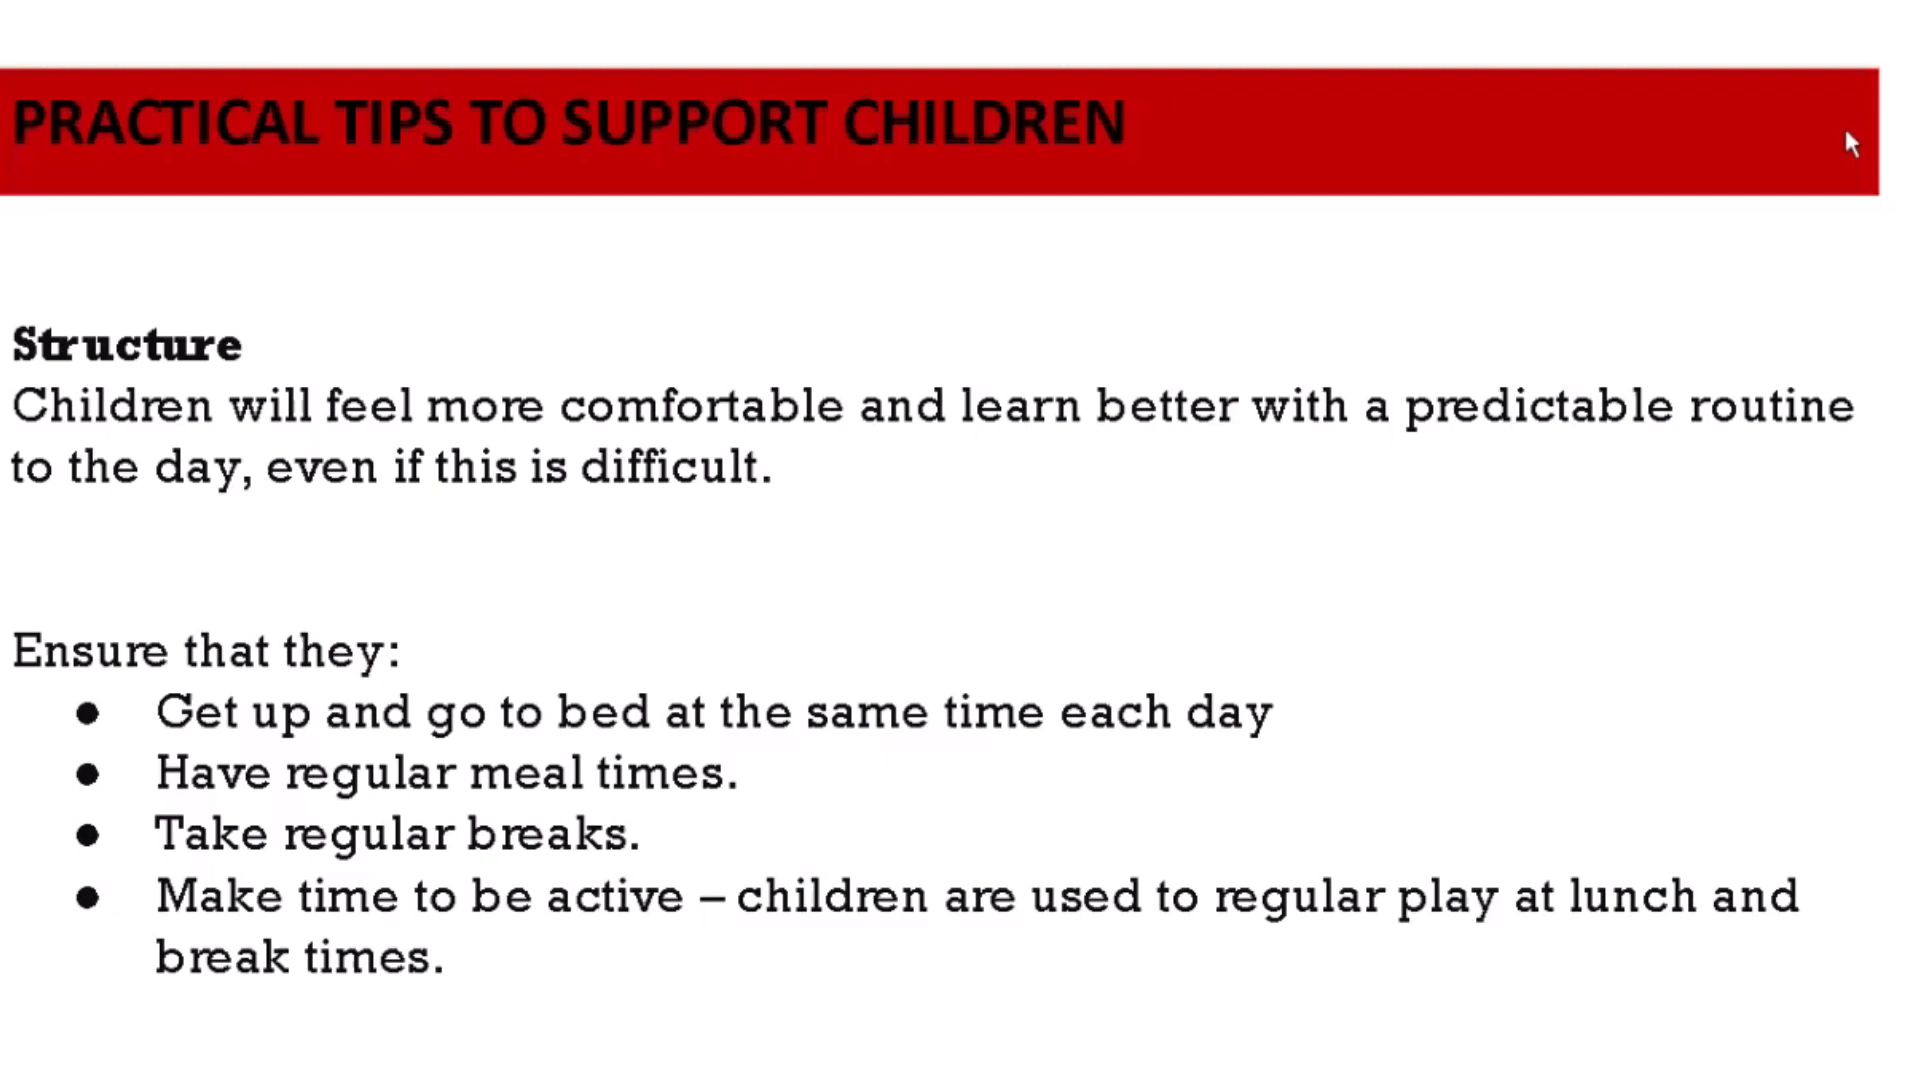 PRACTICAL TIPS TO SUPPORT CHILDREN
Structure
Children will feel more comfortable and learn better with a predictable routine
to the day, even if this is difficult.
Ensure that they:
● Get up and go to bed at the same time each day
● Have regular meal times.
● Take regular breaks.
● Make time to be active – children are used to regular play at lunch and
break times.